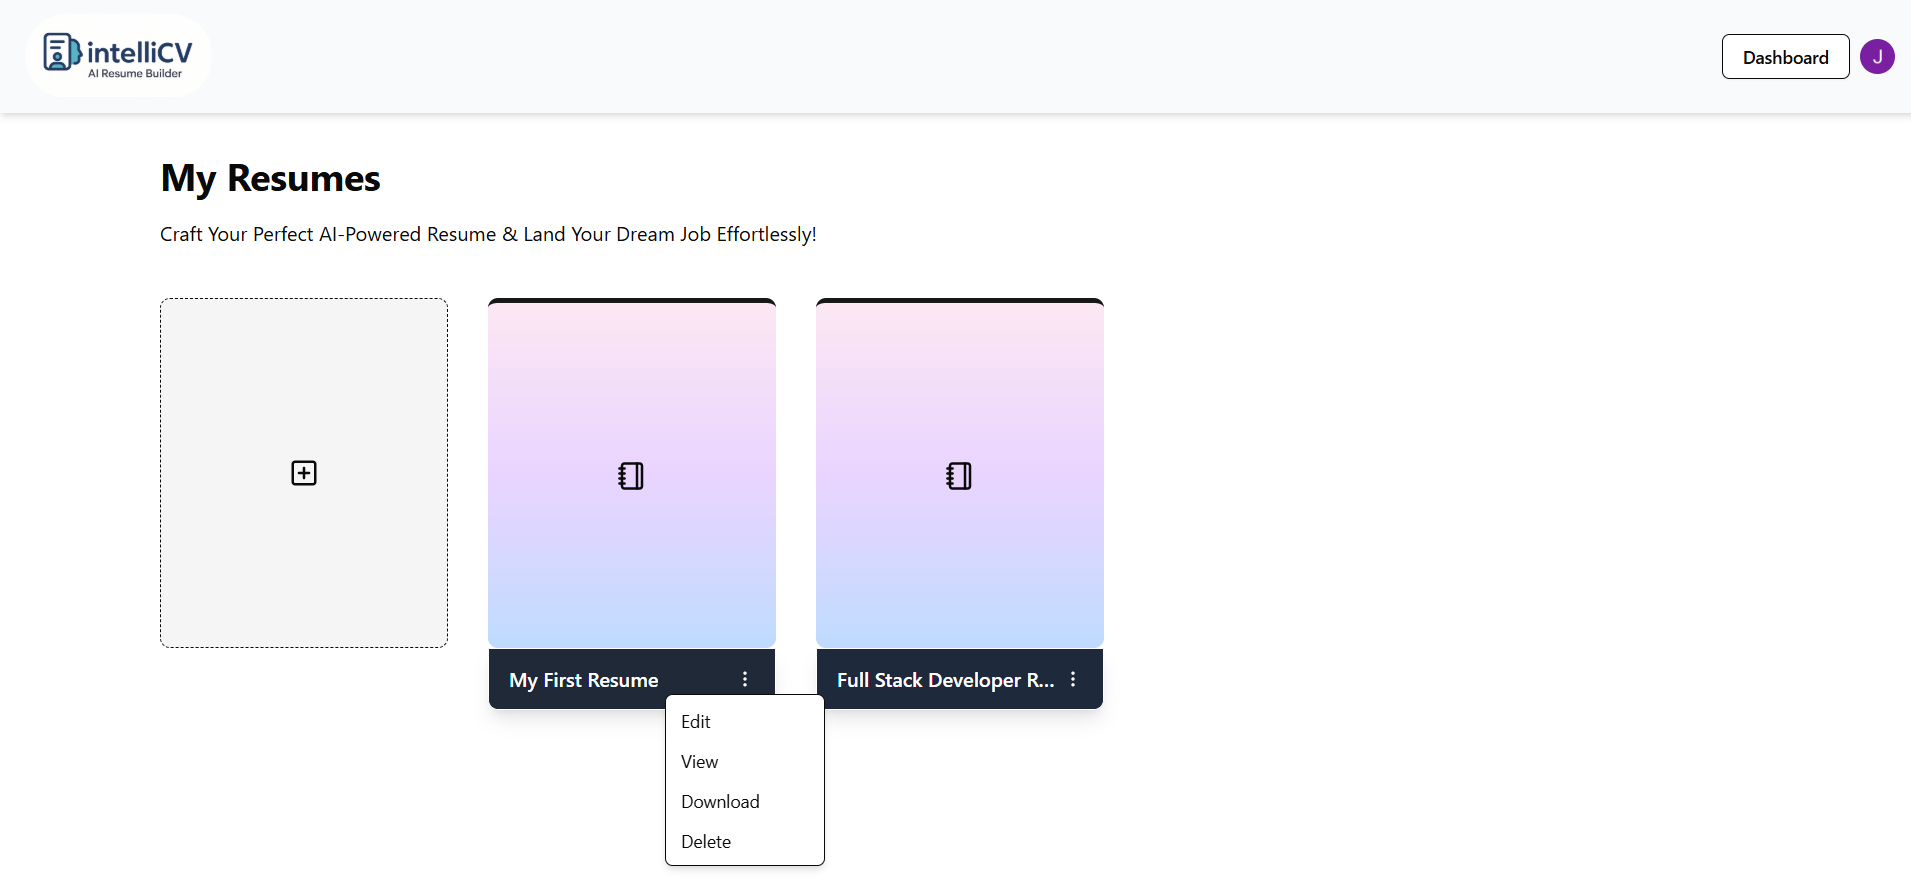 intelliCV
AI Resume Builder
Dashboard
J
My Resumes
Craft Your Perfect AI-Powered Resume & Land Your Dream Job Effortlessly!
My First Resume
Full Stack Developer R...
Edit
View
Download
Delete